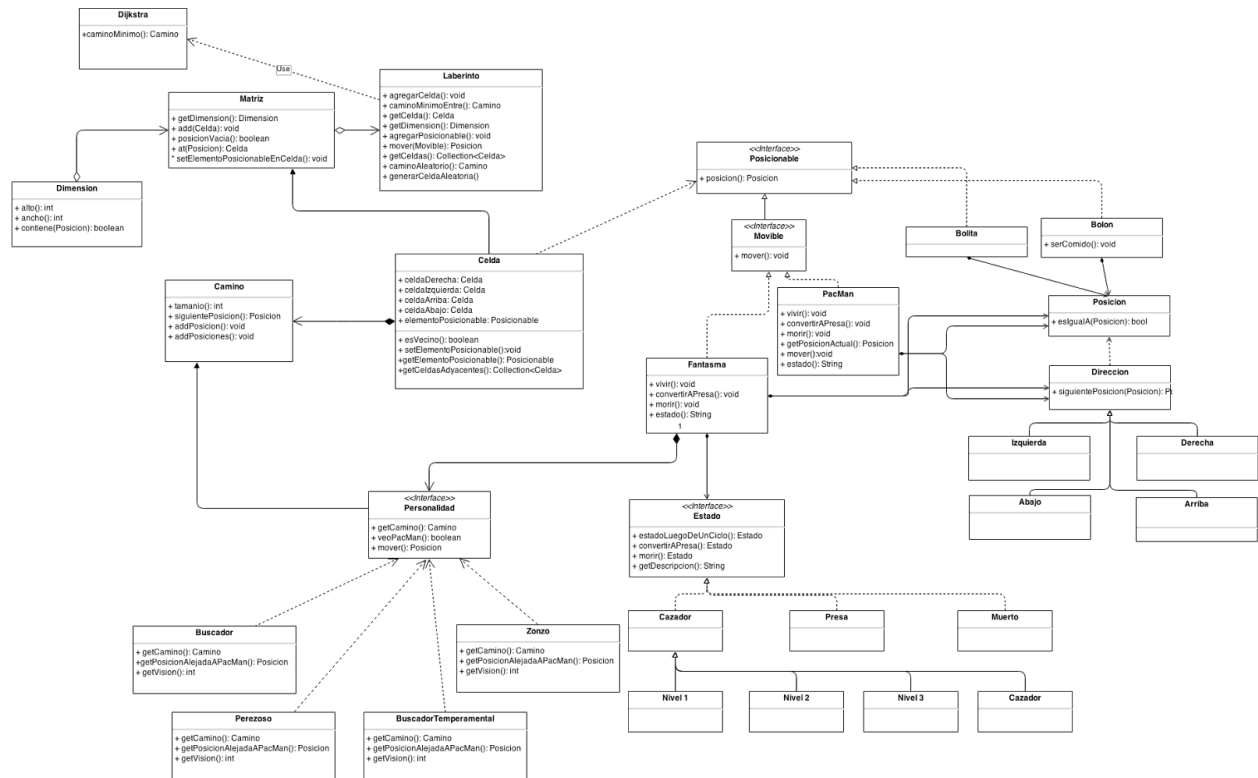 Dijkstra
+caminoMinimo(): Camino
Use
Laberinto
+ agregarCelda(): void
+ caminoMinimoEntre(): Camino
+ getCelda(): Celda
+ getDimension(): Dimension
+ agregarPosicionable(): void
+ mover(Movible): Posicion
+ getCeldas(): Collection<Celda>
+ caminoAleatorio(): Camino
+ generarCeldaAleatoria()
Matriz
+ getDimension(): Dimension
+ add(Celda): void
+ posicionVacia(): boolean
+ at(Posicion): Celda
* setElementoPosicionableEnCelda(): void
Dimension
+ alto(): int
+ ancho(): int
+ contiene(Posicion): boolean
<<Interface>>
Posicionable
+ posicion(): Posicion
<<Interface>>
Movible
+ mover(): void
Bolita
Bolon
+ serComido(): void
Celda
+ celdaDerecha: Celda
+ celdaIzquierda: Celda
+ celdaArriba: Celda
+ celdaAbajo: Celda
+ elementoPosicionable: Posicionable
+ esVecino(): boolean
+ setElementoPosicionable():void
+getElementoPosicionable(): Posicionable
+getCeldasAdyacentes(): Collection<Celda>
Camino
+ tamanio(): int
+ siguientePosicion(): Posicion
+ addPosicion(): void
+ addPosiciones(): void
PacMan
+ vivir(): void
+ convertirAPresa(): void
+ morir(): void
+ getPosicionActual(): Posicion
+ mover():void
+ estado(): String
Posicion
+ esIgualA(Posicion): bool
Fantasma
+ vivir(): void
+ convertirAPresa(): void
+ morir(): void
+ estado(): String
1
Direccion
+ siguientePosicion(Posicion): P
Izquierda
Derecha
Abajo
Arriba
<<Interface>>
Personalidad
+ getCamino(): Camino
+ veoPacMan(): boolean
+ mover(): Posicion
<<Interface>>
Estado
+ estadoLuegoDeUnCiclo(): Estado
+ convertirAPresa(): Estado
+ morir(): Estado
+ getDescripcion(): String
Cazador
Presa
Muerto
Buscador
+ getCamino(): Camino
+getPosicionAlejadaAPacMan(): Posicion
+ getVision(): int
Zonzo
+ getCamino(): Camino
+ getPosicionAlejadaAPacMan(): Posicion
+ getVision(): int
Nivel 1
Nivel 2
Nivel 3
Cazador
Perezoso
+ getCamino(): Camino
+ getPosicionAlejadaAPacMan(): Posicion
+ getVision(): int
BuscadorTemperamental
+ getCamino(): Camino
+ getPosicionAlejadaAPacMan(): Posicion
+ getVision(): int